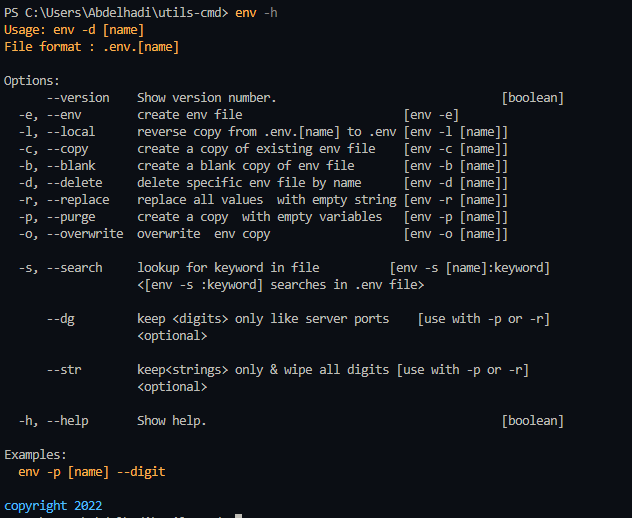 PS C:\Users\Abdelhadi\utils-cmd> env -h
Usage: env -d [name]
File format : .env.[name]
Options:
--version Show version number. [boolean]
-e, --env create env file [env -e]
-l, --local reverse copy from .env.[name] to .env [env -l [name]]
-c, --copy create a copy of existing env file [env -c [name]]
-b, --blank create a blank copy of env file [env -b [name]]
-d, --delete delete specific env file by name [env -d [name]]
-r, --replace replace all values with empty string [env -r [name]]
-p, --purge create a copy with empty variables [env -p [name]]
-o, --overwrite overwrite env copy [env -o [name]]
-s, --search lookup for keyword in file [env -s [name]:keyword]
<[env -s :keyword] searches in .env file>
--dg keep <digits> only like server ports [use with -p or -r]
<optional>
--str keep<strings> only & wipe all digits [use with -p or -r]
<optional>
-h, --help Show help. [boolean]
Examples:
env -p [name] --digit
copyright 2022